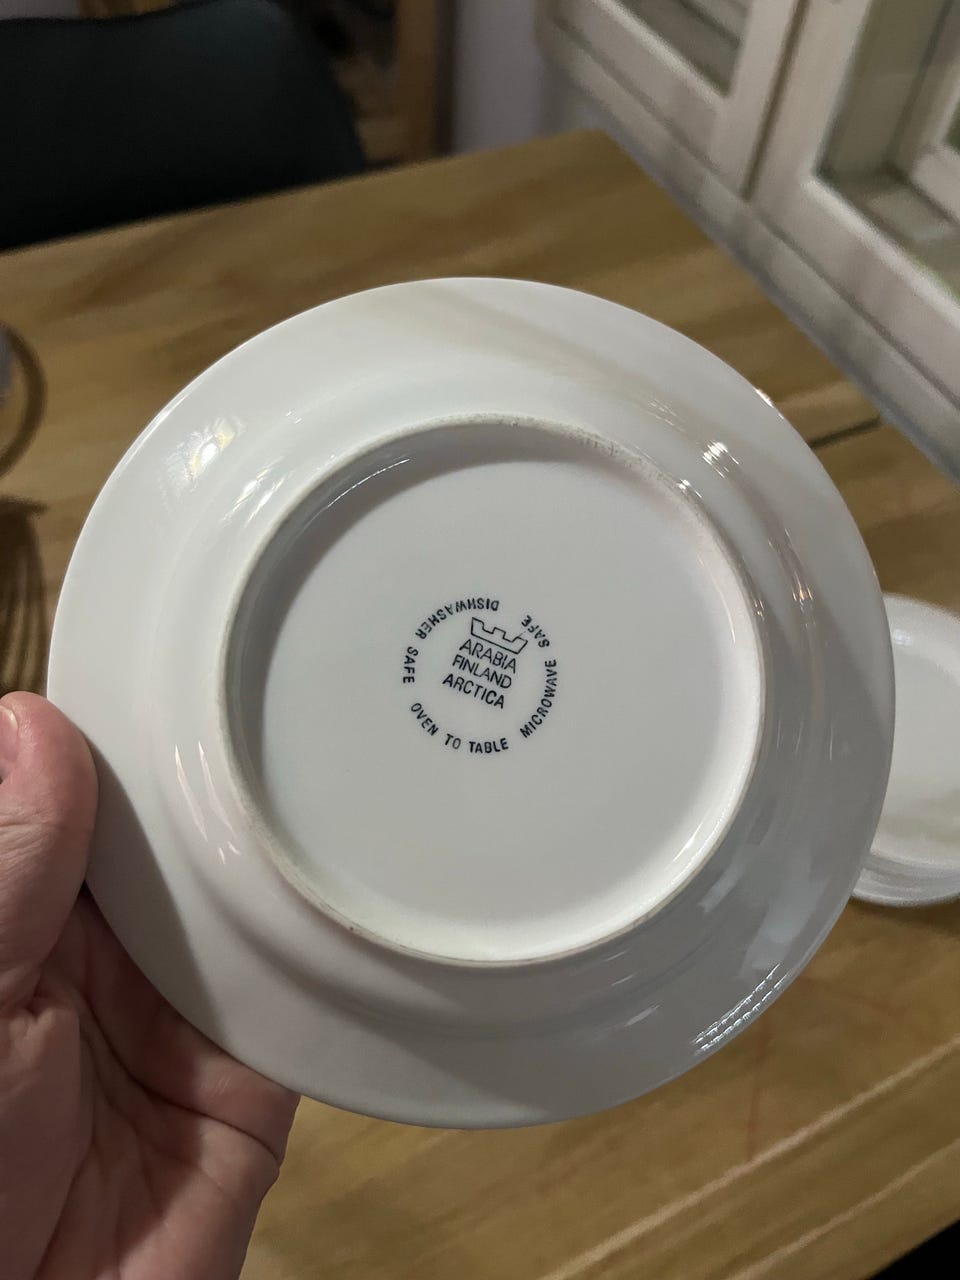 ARABIA
FINLAND
ARCTICA
DISHWASHER SAFE
OVEN TO TABLE
MICROWAVE SAFE